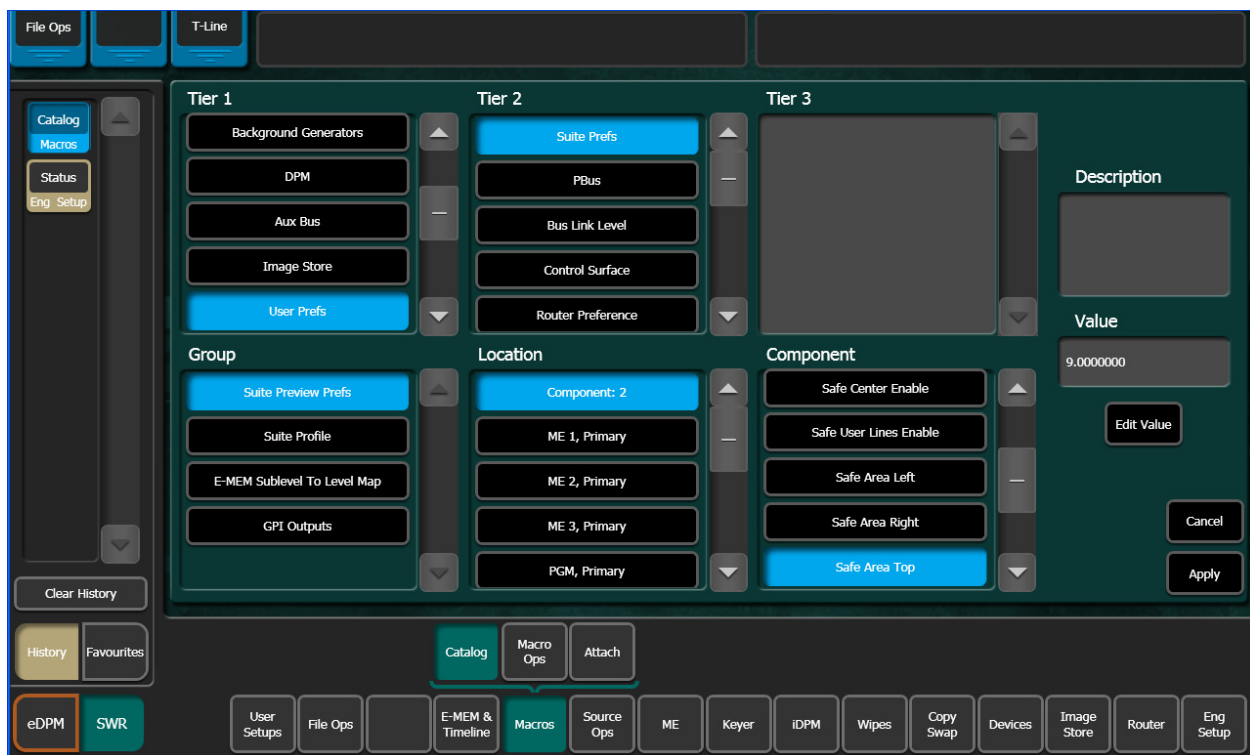 File Ops
T-Line
Catalog
Macros
Status
Eng Setup
Clear History
History
Favourites
Tier 1
Background Generators
DPM
Aux Bus
Image Store
User Prefs
Tier 2
Suite Prefs
PBus
Bus Link Level
Control Surface
Router Preference
Tier 3
Description
Value
9.0000000
Edit Value
Cancel
Apply
Group
Suite Preview Prefs
Suite Profile
E-MEM Sublevel To Level Map
GPI Outputs
Location
Component: 2
ME 1, Primary
ME 2, Primary
ME 3, Primary
PGM, Primary
Component
Safe Center Enable
Safe User Lines Enable
Safe Area Left
Safe Area Right
Safe Area Top
Catalog
Macro
Ops
Attach
eDPM
SWR
User
Setups
File Ops
E-MEM &
Timeline
Macros
Source
Ops
ME
Keyer
iDPM
Wipes
Copy
Swap
Devices
Image
Store
Router
Eng
Setup